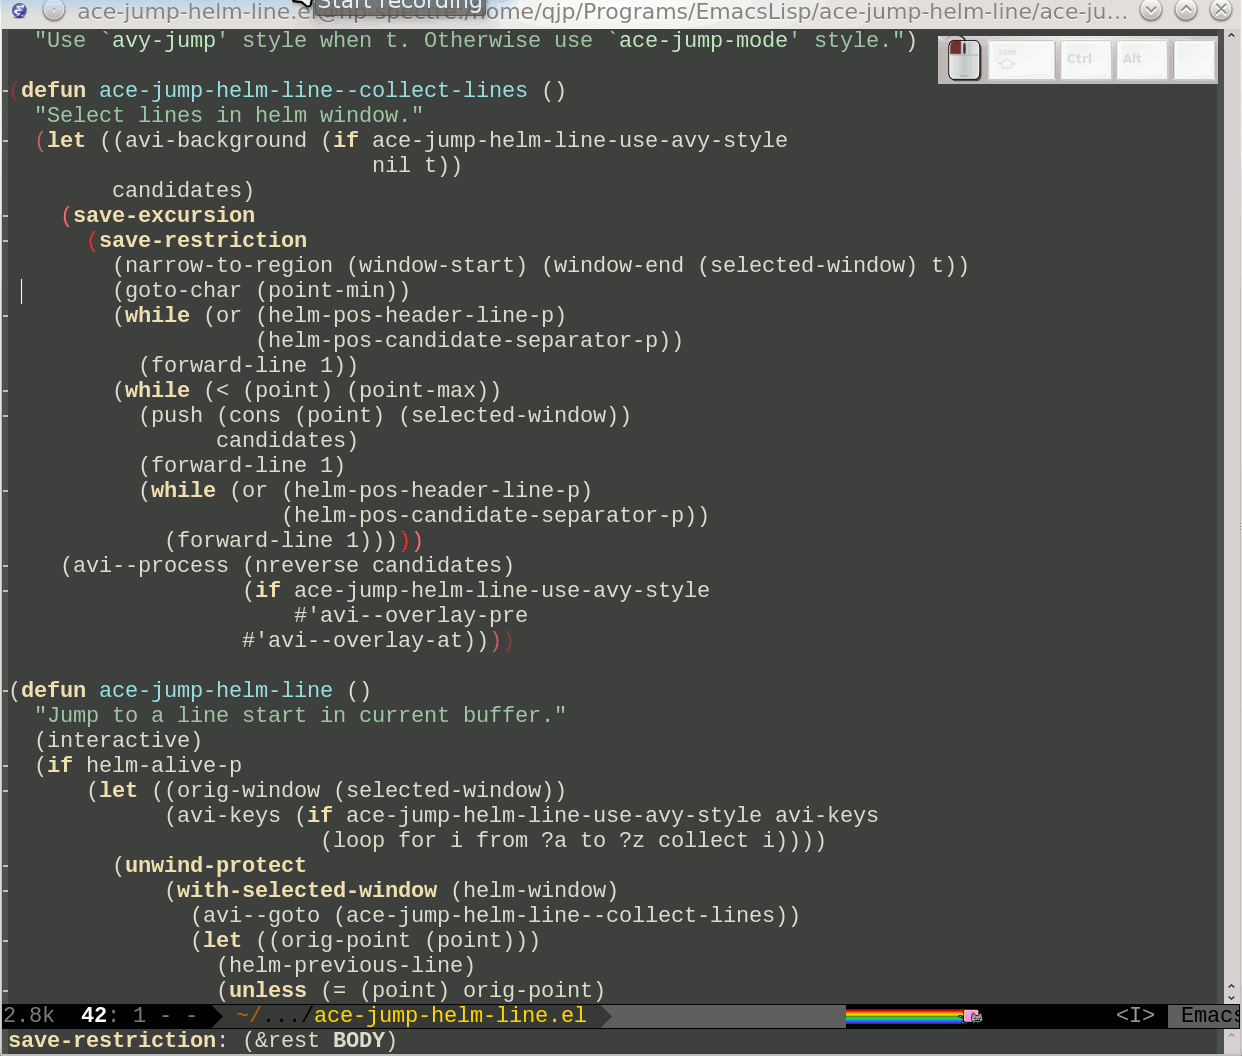 ace-jump-helm-line.el@hp-spectre:/home/qjp/Programs/EmacsLisp/ace-jump-helm-line/ace-ju...
Start recording
"Use `avy-jump' style when t. Otherwise use `ace-jump-mode' style.")
Shift
Ctrl
Alt
(defun ace-jump-helm-line--collect-lines ()
  "Select lines in helm window."
  (let ((avi-background (if ace-jump-helm-line-use-avy-style
                            nil t))
        candidates)
    (save-excursion
      (save-restriction
        (narrow-to-region (window-start) (window-end (selected-window) t))
        (goto-char (point-min))
        (while (or (helm-pos-header-line-p)
                   (helm-pos-candidate-separator-p))
          (forward-line 1))
        (while (< (point) (point-max))
          (push (cons (point) (selected-window))
                candidates)
          (forward-line 1)
          (while (or (helm-pos-header-line-p)
                     (helm-pos-candidate-separator-p))
            (forward-line 1)))))
    (avi--process (nreverse candidates)
                  (if ace-jump-helm-line-use-avy-style
                      #'avi--overlay-pre
                  #'avi--overlay-at))))
(defun ace-jump-helm-line ()
  "Jump to a line start in current buffer."
  (interactive)
  (if helm-alive-p
      (let ((orig-window (selected-window))
            (avi-keys (if ace-jump-helm-line-use-avy-style avi-keys
                        (loop for i from ?a to ?z collect i))))
        (unwind-protect
            (with-selected-window (helm-window)
              (avi--goto (ace-jump-helm-line--collect-lines))
              (let ((orig-point (point)))
                (helm-previous-line)
                (unless (= (point) orig-point)
2.8k  42: 1 - -  ~/.../ace-jump-helm-line.el  <I>  Emacs
save-restriction: (&rest BODY)